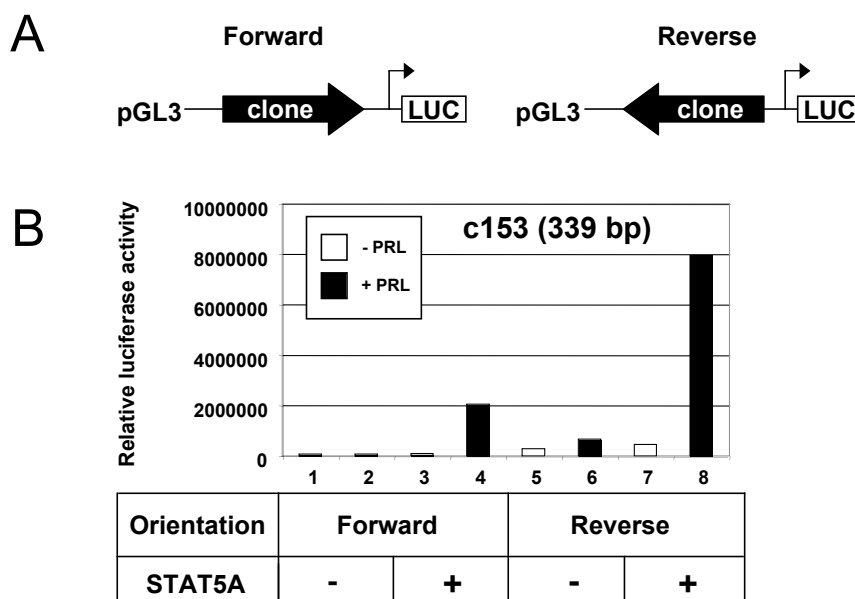 A
Forward
Reverse
pGL3 clone LUC
pGL3 clone LUC
B
Relative luciferase activity
c153 (339 bp)
- PRL
+ PRL
10000000
8000000
6000000
4000000
2000000
0
1 2 3 4 5 6 7 8
Orientation Forward Reverse
STAT5A - + - +